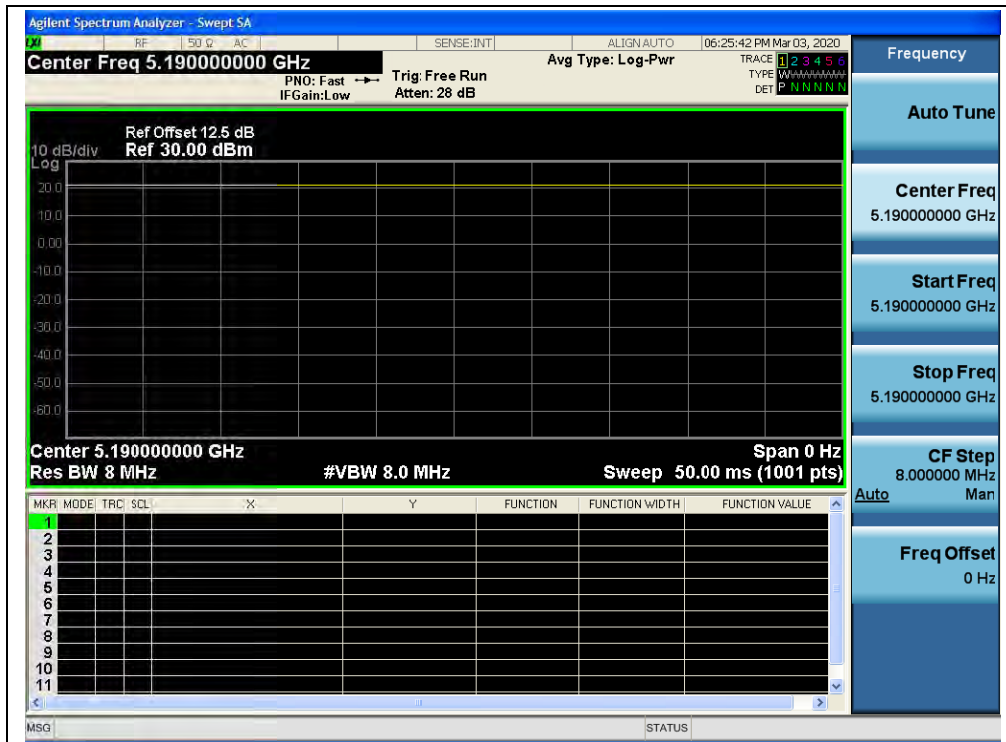 Agilent Spectrum Analyzer - Swept SA
LXI RF 50 Ω AC SENSE:INT ALIGN AUTO 06:25:42 PM Mar 03, 2020
Center Freq 5.190000000 GHz
PNO: Fast
IFGain:Low
Trig: Free Run
Atten: 28 dB
Avg Type: Log-Pwr
TRACE 1 2 3 4 5 6
TYPE WWWWWW
DET P N N N N N
Ref Offset 12.5 dB
10 dB/div Ref 30.00 dBm
Log
20.0
10.0
0.00
-10.0
-20.0
-30.0
-40.0
-50.0
-60.0
Center 5.190000000 GHz Span 0 Hz
Res BW 8 MHz #VBW 8.0 MHz Sweep 50.00 ms (1001 pts)
MKR MODE TRC SCL X Y FUNCTION FUNCTION WIDTH FUNCTION VALUE
1
2
3
4
5
6
7
8
9
10
11
MSG STATUS
Frequency
Auto Tune
Center Freq
5.190000000 GHz
Start Freq
5.190000000 GHz
Stop Freq
5.190000000 GHz
CF Step
8.000000 MHz
Auto Man
Freq Offset
0 Hz